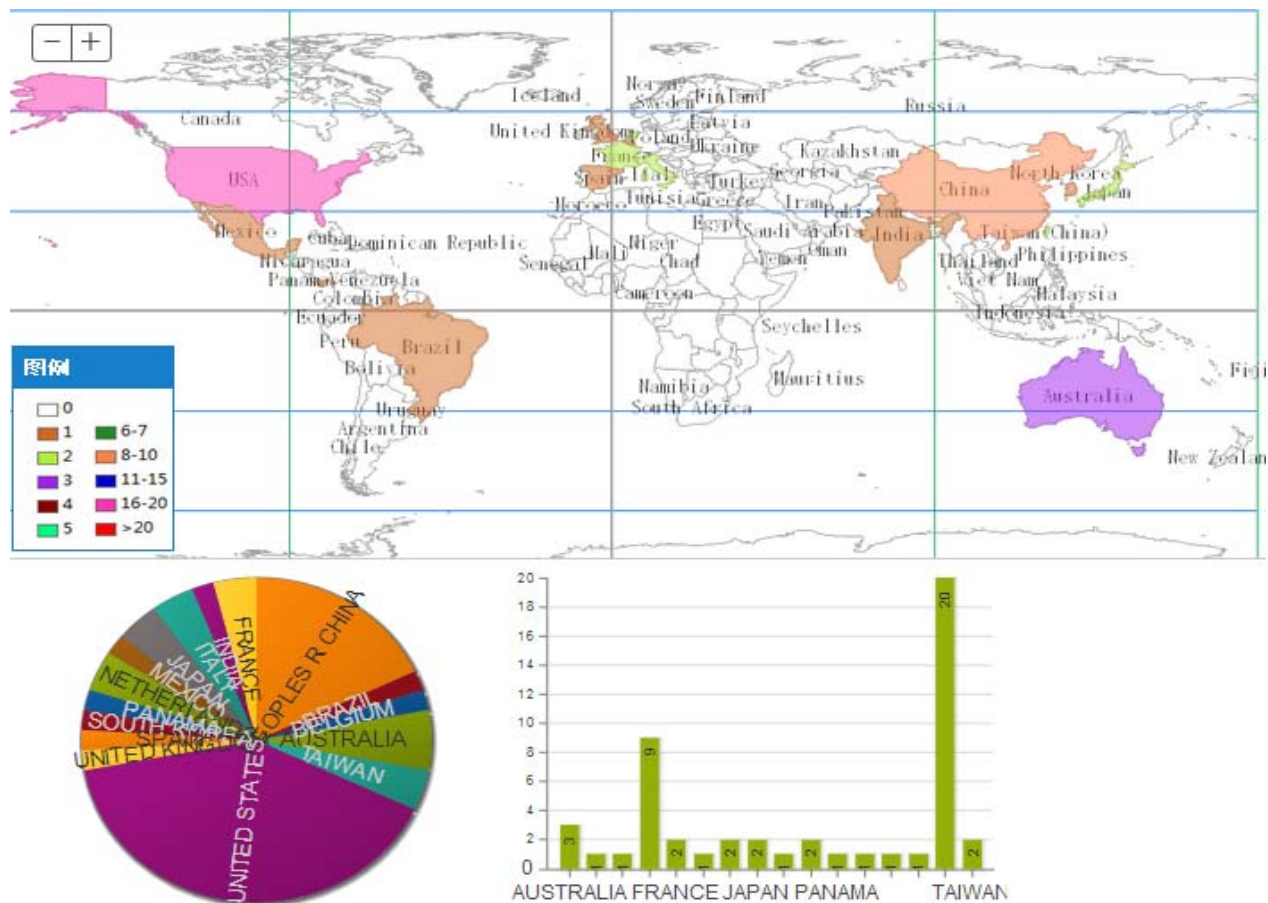 − +
Iceland
Norway
Sweden
Finland
Russia
Canada
United Kingdom
Poland
Latvia
Ukraine
Kazakhstan
France
Georgia
North Korea
USA
Spain
Italy
Turkey
China
Japan
Morocco
Tunisia
Greece
Iran
Pakistan
Mexico
Cuba
Dominican Republic
Egypt
Saudi Arabia
India
Taiwan(China)
Nicaragua
Senegal
Mali
Niger
Chad
Yemen
Oman
Thailand
Philippines
Panama
Venezuela
Viet Nam
Colombia
Cameroon
Malaysia
Ecuador
Indonesia
Peru
Brazil
Seychelles
Bolivia
Namibia
Mauritius
Australia
Fiji
Uruguay
South Africa
Argentina
Chile
New Zealan
图例
0
1 6-7
2 8-10
3 11-15
4 16-20
5 >20
FRANCE
OPLES R CHINA
INDIA
ITALY
JAPAN
MEXICO
NETHERL
PANAMA
SOUTH
SPAIN
UNITED KINGDOM
UNITED STATES
BRAZIL
BELGIUM
AUSTRALIA
TAIWAN
20
18
16
14
12
10
8
6
4
2
0
3 1 1 9 2 1 2 2 1 2 1 1 1 1 20 2
AUSTRALIA FRANCE JAPAN PANAMA TAIWAN